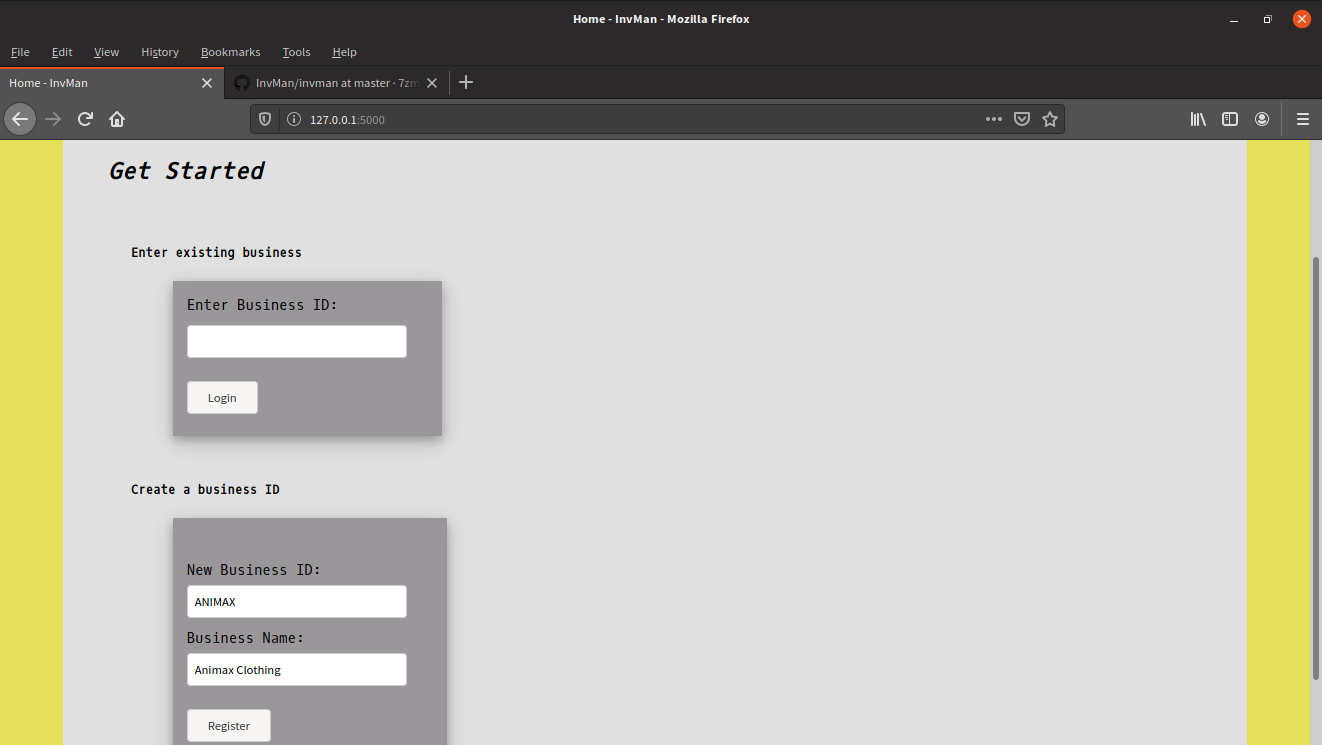 Home - InvMan - Mozilla Firefox
File Edit View History Bookmarks Tools Help
Home - InvMan InvMan/invman at master · 7zm
127.0.0.1:5000
Get Started
Enter existing business
Enter Business ID:
Login
Create a business ID
New Business ID:
ANIMAX
Business Name:
Animax Clothing
Register